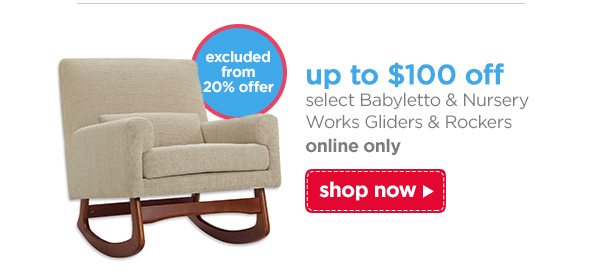 excluded
from
20% offer
up to $100 off
select Babyletto & Nursery
Works Gliders & Rockers
online only
shop now